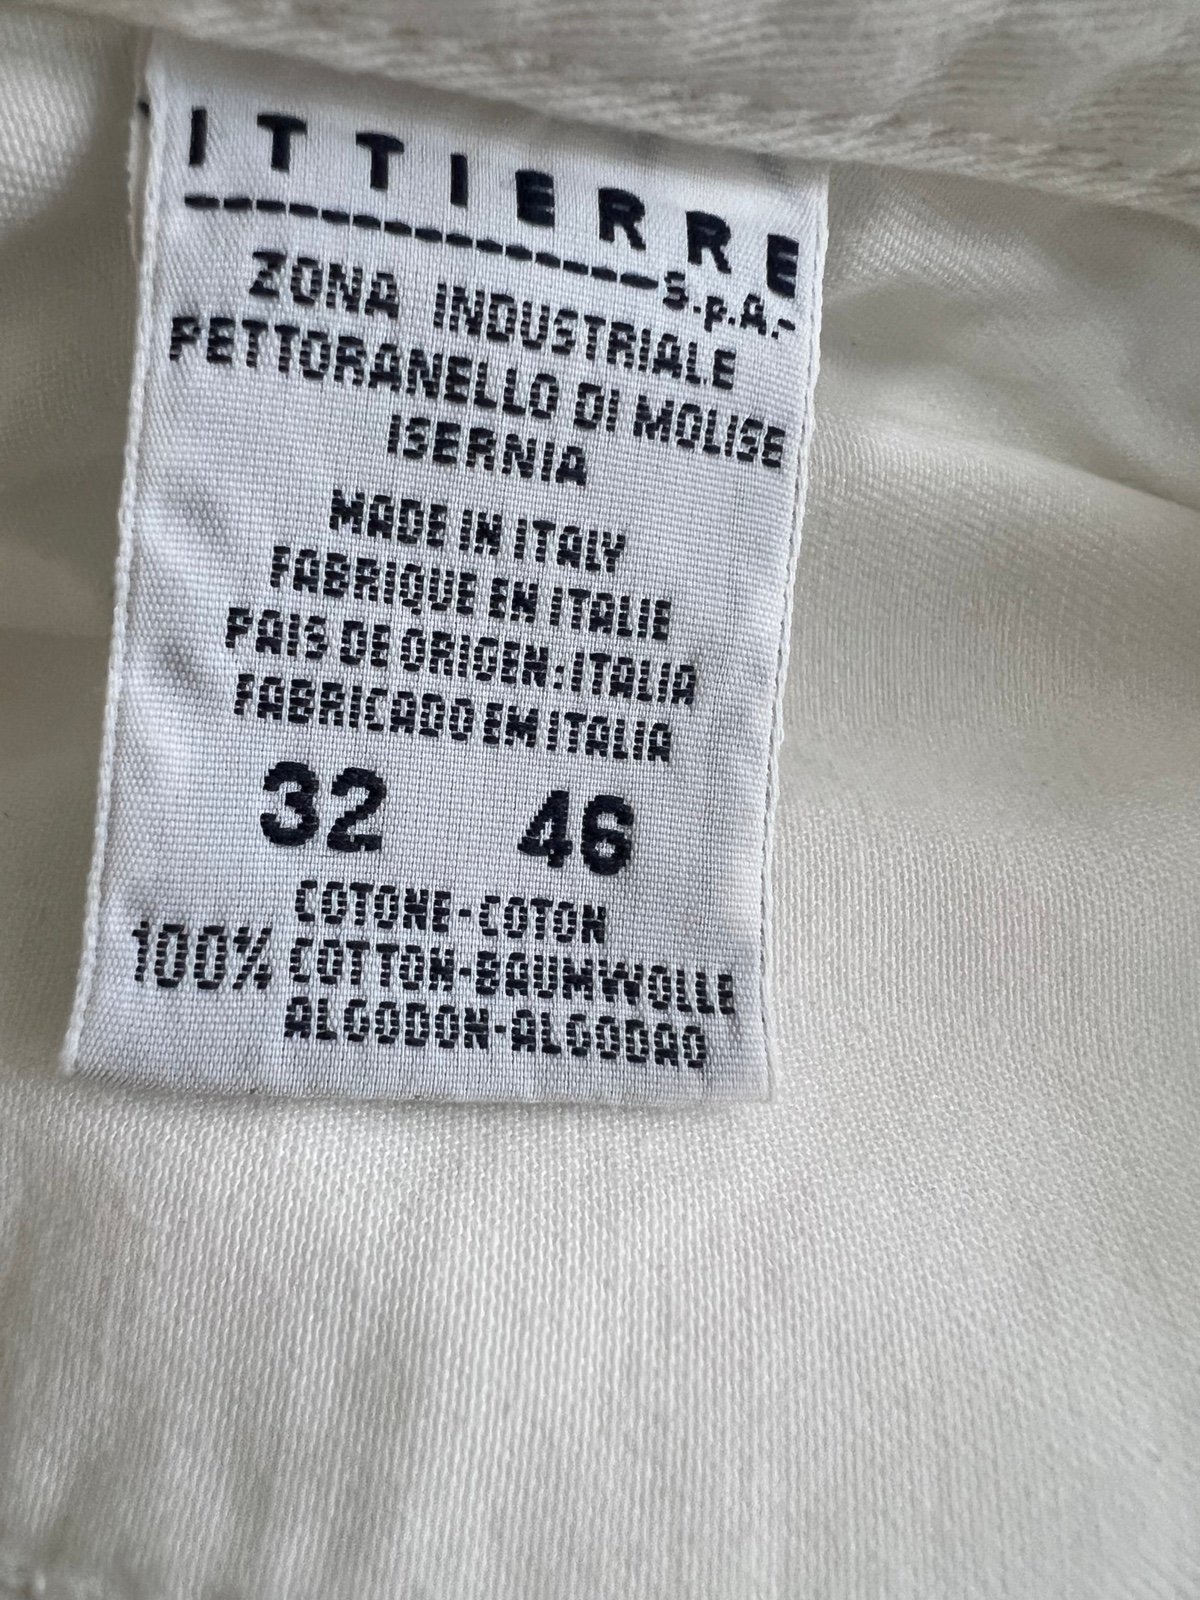 ITTIERRE
S.p.A.-
ZONA INDUSTRIALE
PETTORANELLO DI MOLISE
ISERNIA
MADE IN ITALY
FABRIQUE EN ITALIE
PAIS DE ORIGEN:ITALIA
FABRICADO EM ITALIA
32 46
COTONE-COTON
100% COTTON-BAUMWOLLE
ALGODON-ALGODAO